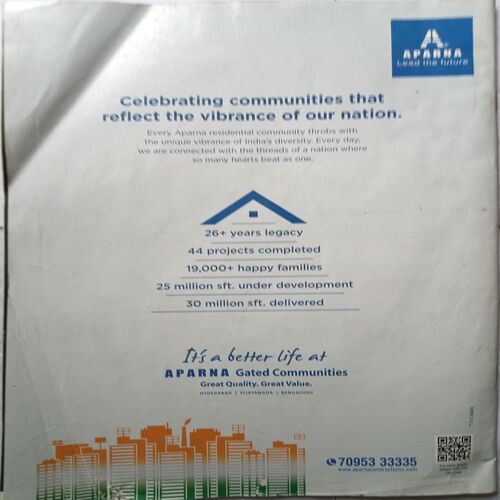 APARNA
Lead the future
Celebrating communities that
reflect the vibrance of our nation.
Every Aparna residential community throbs with
the unique vibrance of India's diversity. Every day,
we are connected with the threads of a nation where
so many hearts beat as one.
26+ years legacy
44 projects completed
19,000+ happy families
25 million sft. under development
30 million sft. delivered
It's a better life at
APARNA Gated Communities
Great Quality. Great Value.
HYDERABAD | VIJAYAWADA | BENGALURU
70953 33335
www.aparnaconstructions.com